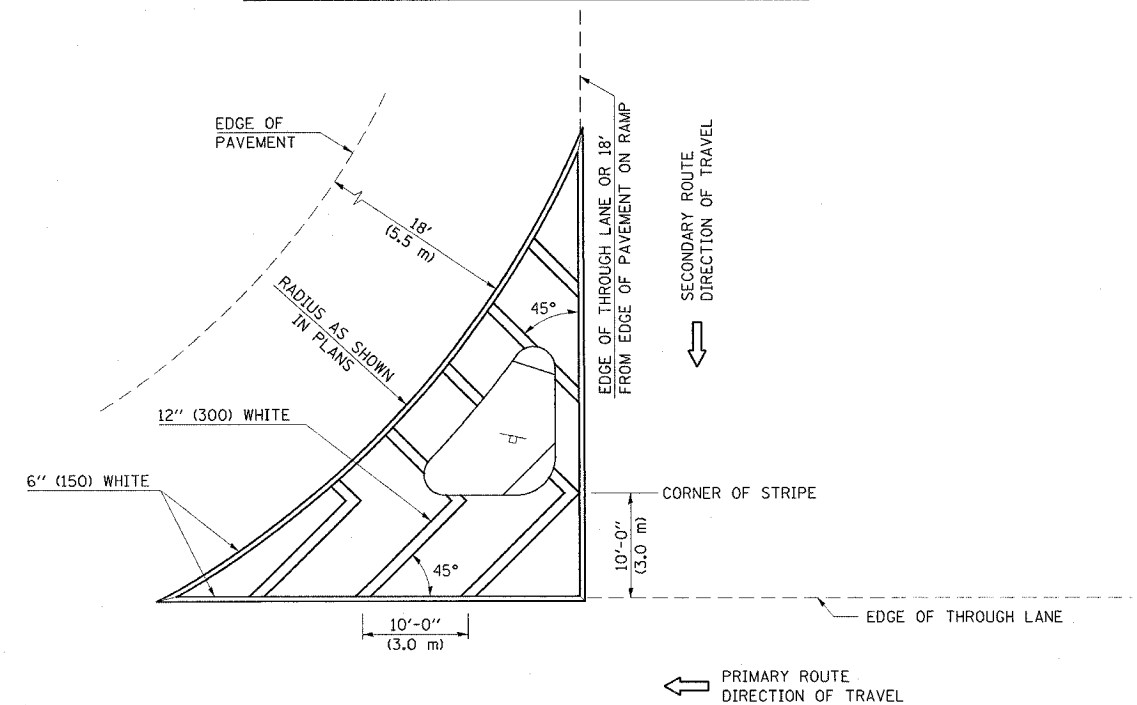 EDGE OF
PAVEMENT
18'
(5.5 m)
RADIUS AS SHOWN
IN PLANS
45°
EDGE OF THROUGH LANE OR 18'
FROM EDGE OF PAVEMENT ON RAMP
SECONDARY ROUTE
DIRECTION OF TRAVEL
12" (300) WHITE
6" (150) WHITE
CORNER OF STRIPE
10'-0"
(3.0 m)
45°
EDGE OF THROUGH LANE
10'-0"
(3.0 m)
PRIMARY ROUTE
DIRECTION OF TRAVEL